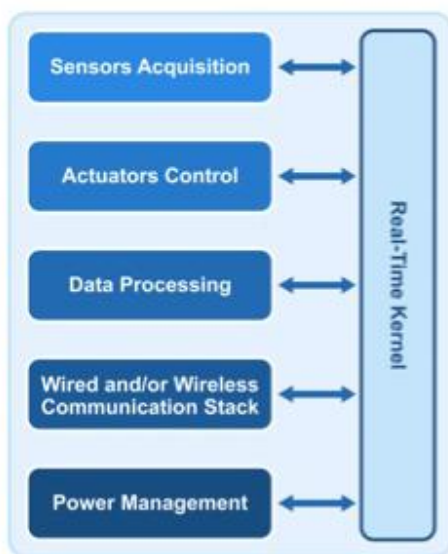 Sensors Acquisition
Actuators Control
Data Processing
Wired and/or Wireless
Communication Stack
Power Management
Real-Time Kernel